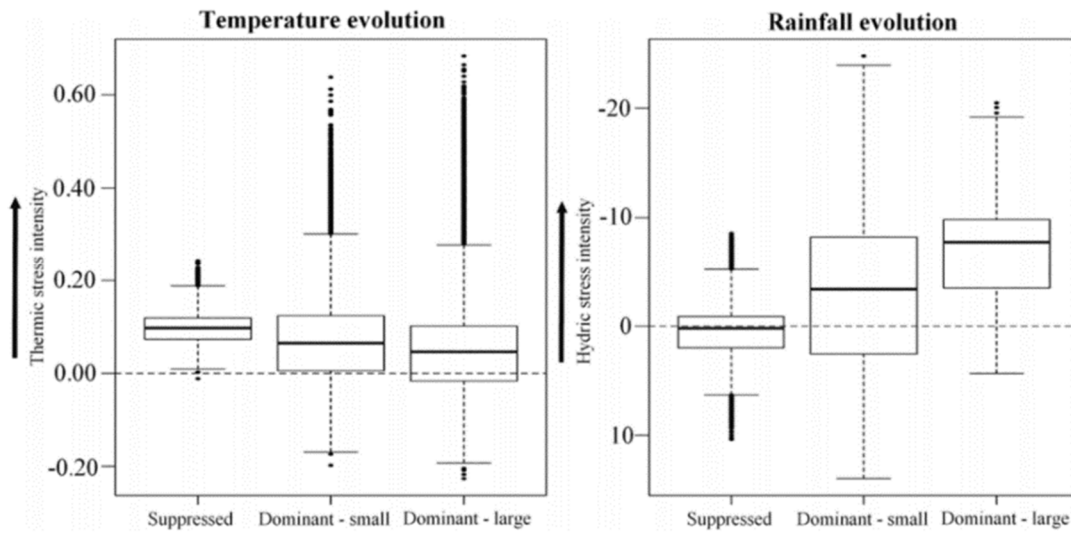 Temperature evolution
Thermic stress intensity
0.60
0.40
0.20
0.00
-0.20
Suppressed
Dominant - small
Dominant - large
Rainfall evolution
Hydric stress intensity
-20
-10
0
10
Suppressed
Dominant - small
Dominant - large